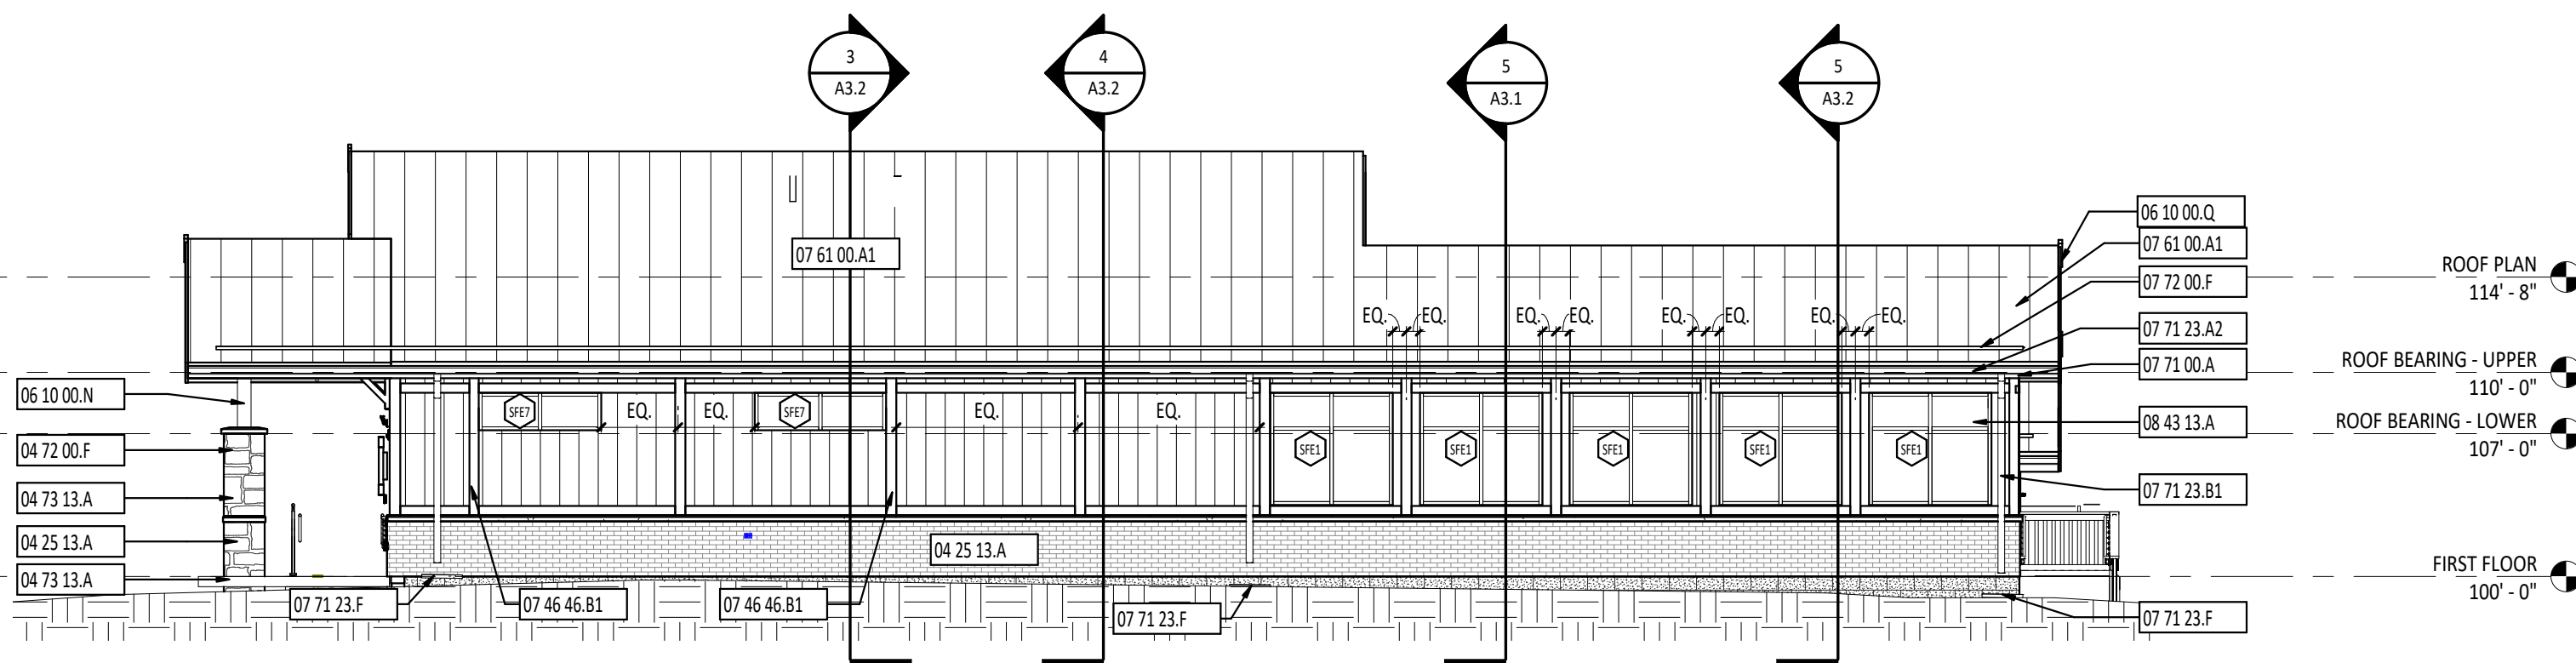 3
A3.2
4
A3.2
5
A3.1
5
A3.2
06 10 00.Q
07 61 00.A1
07 61 00.A1
07 72 00.F
ROOF PLAN
114' - 8"
EQ. EQ. EQ. EQ. EQ. EQ. EQ. EQ.
07 71 23.A2
07 71 00.A
ROOF BEARING - UPPER
110' - 0"
06 10 00.N
SFE7 EQ. EQ. SFE7 EQ. EQ.
08 43 13.A
ROOF BEARING - LOWER
107' - 0"
04 72 00.F
SFE1 SFE1 SFE1 SFE1 SFE1
04 73 13.A
07 71 23.B1
04 25 13.A
04 25 13.A
04 73 13.A
FIRST FLOOR
100' - 0"
07 71 23.F
07 46 46.B1
07 46 46.B1
07 71 23.F
07 71 23.F